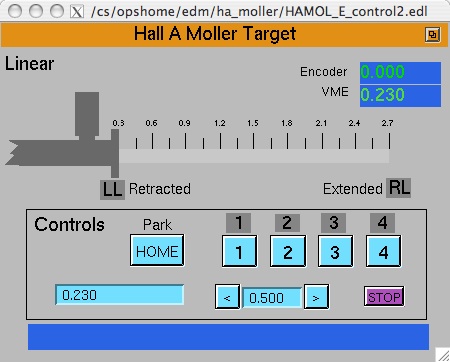 /cs/opshome/edm/ha_moller/HAMOL_E_control2.edl
Hall A Moller Target
Linear
Encoder 0.000
VME 0.230
0.3 0.6 0.9 1.2 1.5 1.8 2.1 2.4 2.7
LL Retracted Extended RL
Controls Park 1 2 3 4
HOME 1 2 3 4
0.230 < 0.500 > STOP